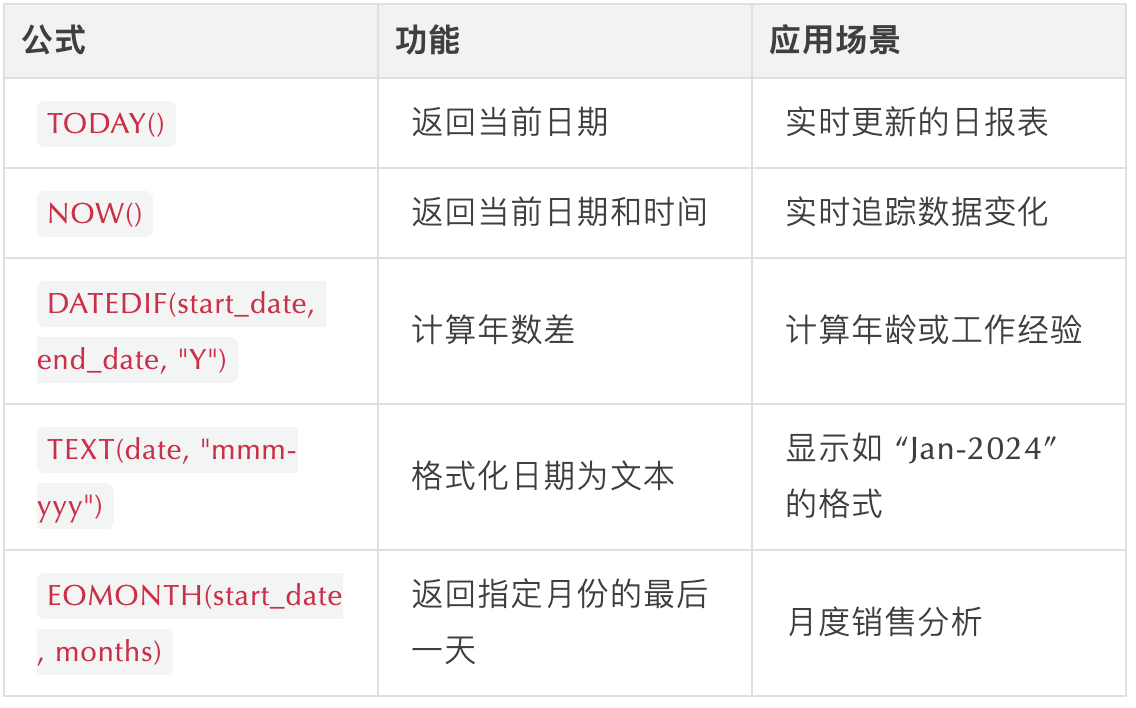 公式 功能 应用场景
TODAY() 返回当前日期 实时更新的日报表
NOW() 返回当前日期和时间 实时追踪数据变化
DATEDIF(start_date,
end_date, "Y")
计算年数差
计算年龄或工作经验
TEXT(date, "mmm-
yyy")
格式化日期为文本
显示如 “Jan-2024”
的格式
EOMONTH(start_date
, months)
返回指定月份的最后
一天
月度销售分析